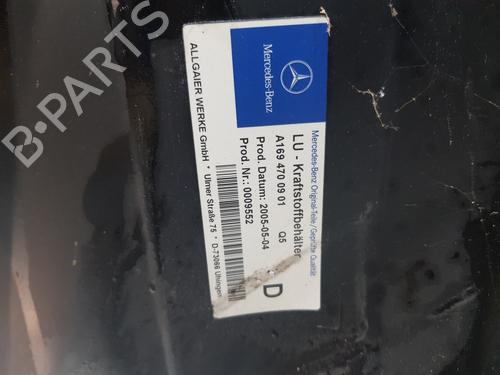 Mercedes-Benz
Mercedes-Benz Original-Teile / Geprüfte Qualität
LU - Kraftstoffbehälter
A169 470 09 01 Q5
Prod. Datum: 2005-05-04
Prod. Nr.: 0009552
D
ALLGAIER WERKE GmbH * Ulmer Straße 75 * D-73066 Uhingen
B-PARTS